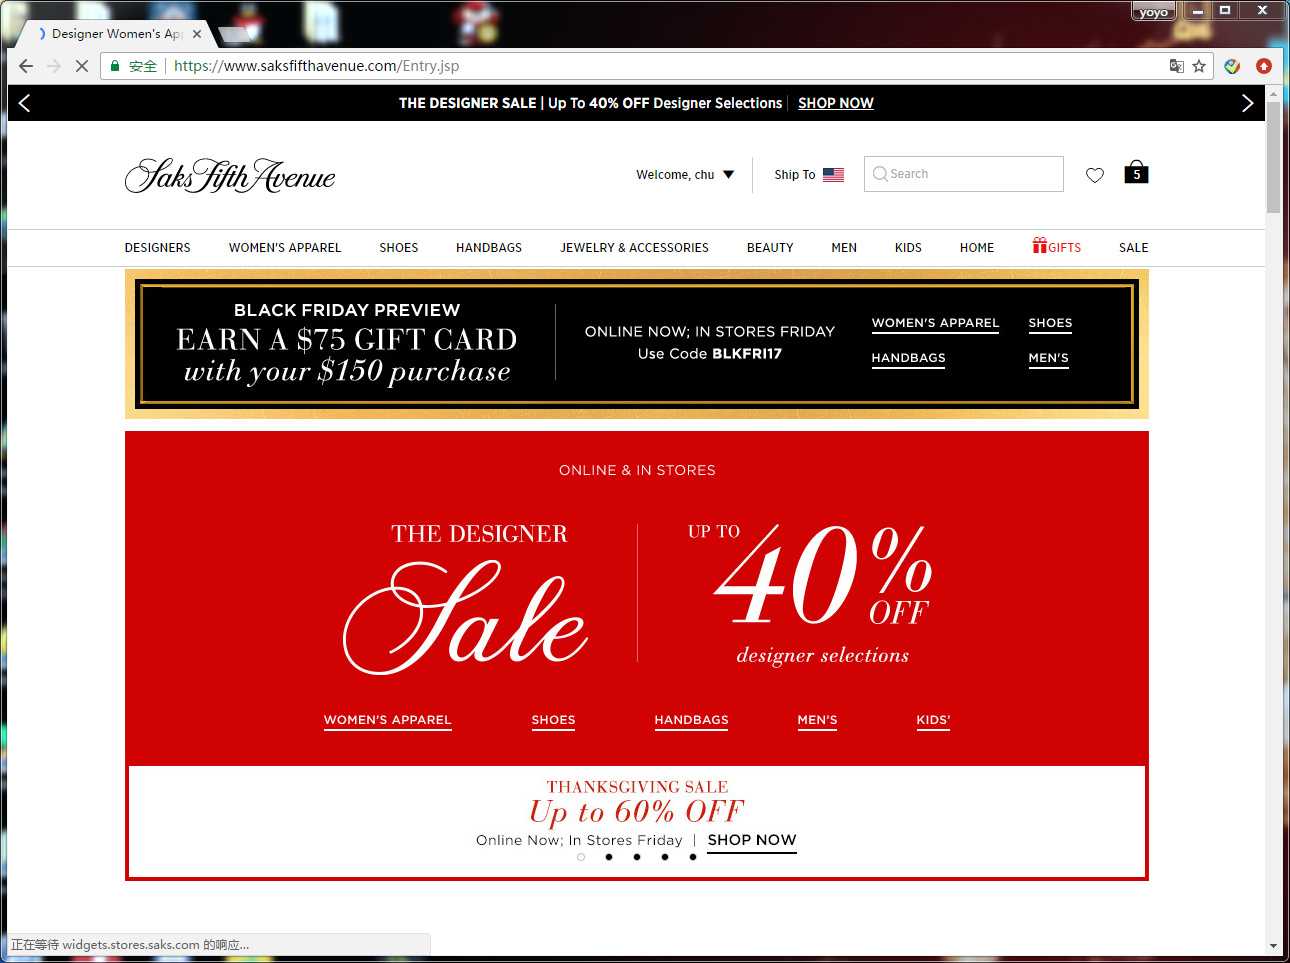 yoyo
Designer Women's Ap
安全
https://www.saksfifthavenue.com/Entry.jsp
THE DESIGNER SALE | Up To 40% OFF Designer Selections | SHOP NOW
Saks Fifth Avenue
Welcome, chu
Ship To
Search
5
DESIGNERS
WOMEN'S APPAREL
SHOES
HANDBAGS
JEWELRY & ACCESSORIES
BEAUTY
MEN
KIDS
HOME
GIFTS
SALE
BLACK FRIDAY PREVIEW
EARN A $75 GIFT CARD
with your $150 purchase
ONLINE NOW; IN STORES FRIDAY
Use Code BLKFRI17
WOMEN'S APPAREL
SHOES
HANDBAGS
MEN'S
ONLINE & IN STORES
THE DESIGNER
Sale
UP TO
40%
OFF
designer selections
WOMEN'S APPAREL
SHOES
HANDBAGS
MEN'S
KIDS'
THANKSGIVING SALE
Up to 60% OFF
Online Now; In Stores Friday | SHOP NOW
正在等待 widgets.stores.saks.com 的响应...